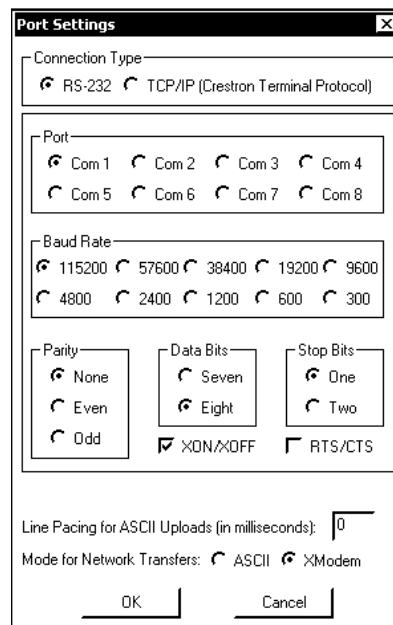 Port Settings
Connection Type
RS-232 TCP/IP (Crestron Terminal Protocol)
Port
Com 1 Com 2 Com 3 Com 4
Com 5 Com 6 Com 7 Com 8
Baud Rate
115200 57600 38400 19200 9600
4800 2400 1200 600 300
Parity Data Bits Stop Bits
None Seven One
Even Eight Two
Odd XON/XOFF RTS/CTS
Line Pacing for ASCII Uploads (in milliseconds): 0
Mode for Network Transfers: ASCII XModem
OK Cancel